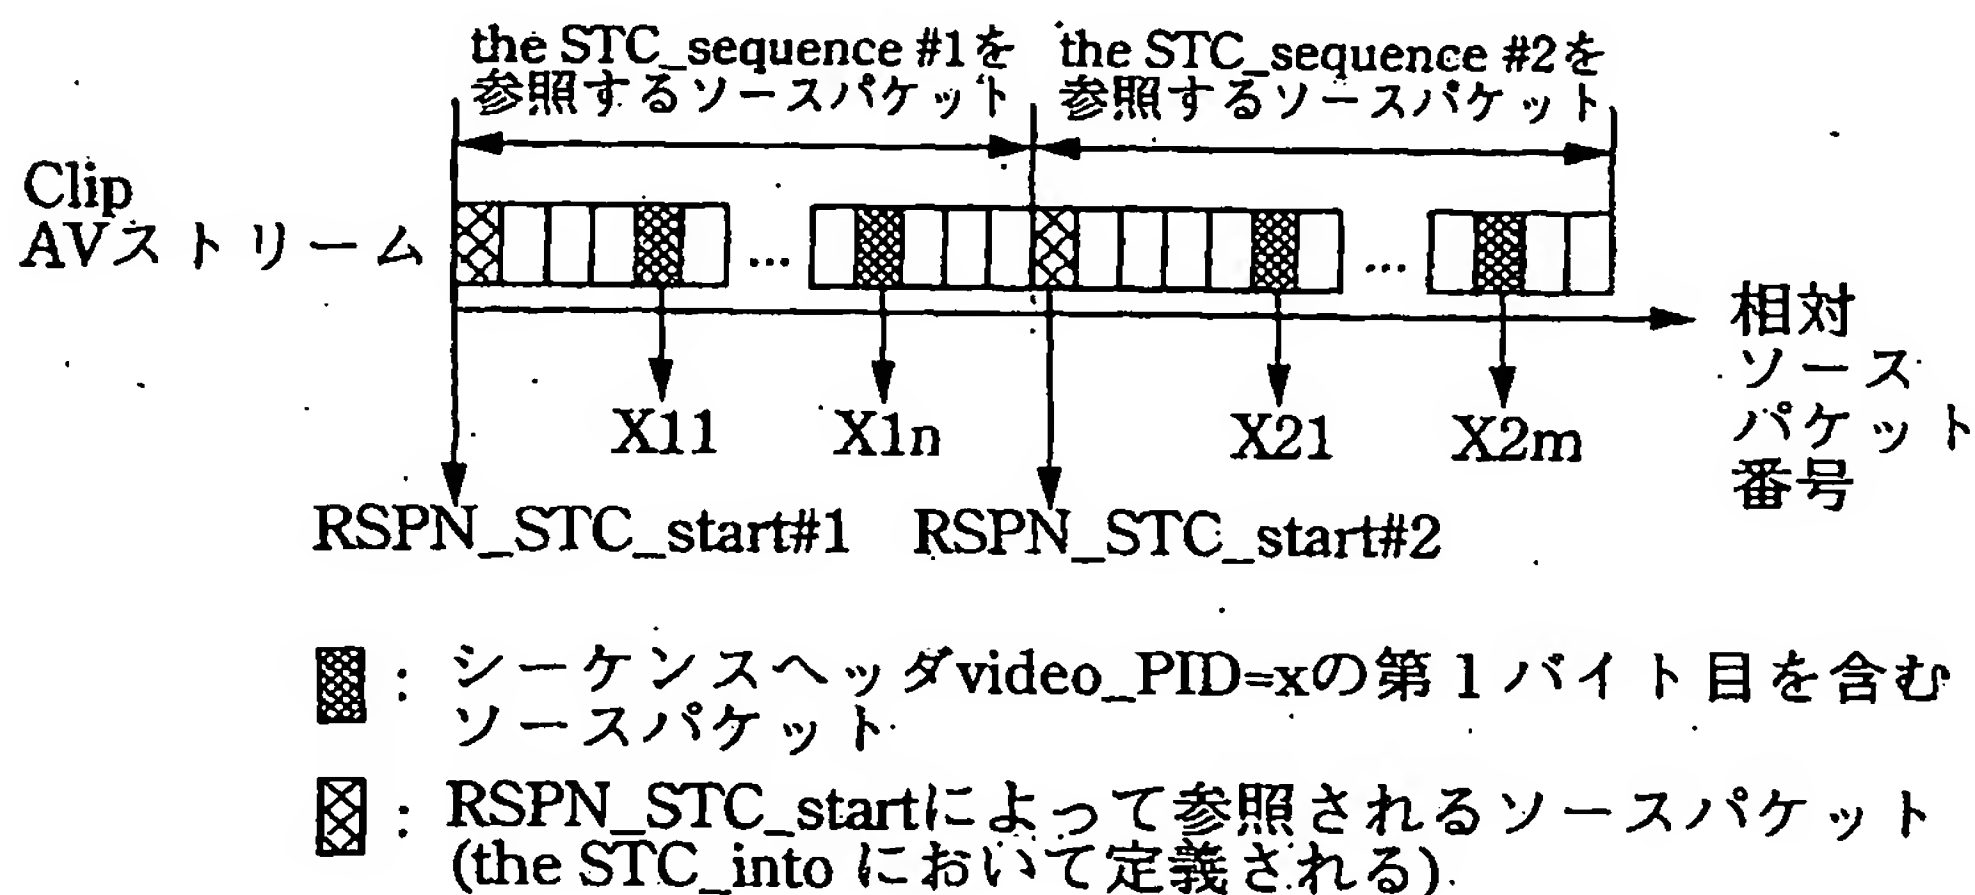 the STC_sequence #1を
参照するソースパケット
the STC_sequence #2を
参照するソースパケット
Clip
AVストリーム
...
...
相対
ソース
パケット
番号
X11
X1n
X21
X2m
RSPN_STC_start#1
RSPN_STC_start#2
: シーケンスヘッダvideo_PID=xの第1バイト目を含む
ソースパケット
: RSPN_STC_startによって参照されるソースパケット
(the STC_into において定義される)